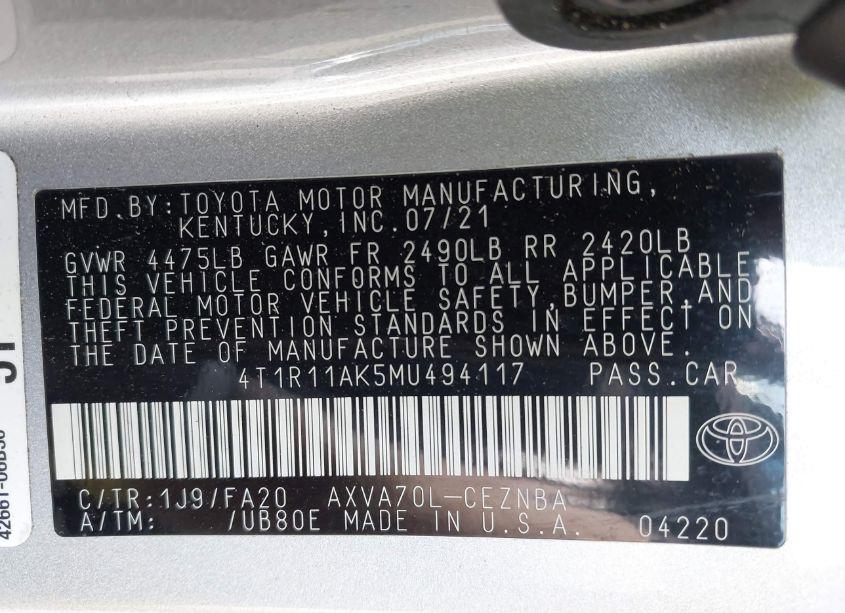 MFD.BY:TOYOTA MOTOR MANUFACTURING,
KENTUCKY,INC.07/21
GVWR 4475LB GAWR FR 2490LB RR 2420LB
THIS VEHICLE CONFORMS TO ALL APPLICABLE
FEDERAL MOTOR VEHICLE SAFETY,BUMPER,AND
THEFT PREVENTION STANDARDS IN EFFECT ON
THE DATE OF MANUFACTURE SHOWN ABOVE.
4T1R11AK5MU494117 PASS.CAR
C/TR:1J9/FA20 AXVA70L-CEZNBA
A/TM: /UB80E MADE IN U.S.A. 04220